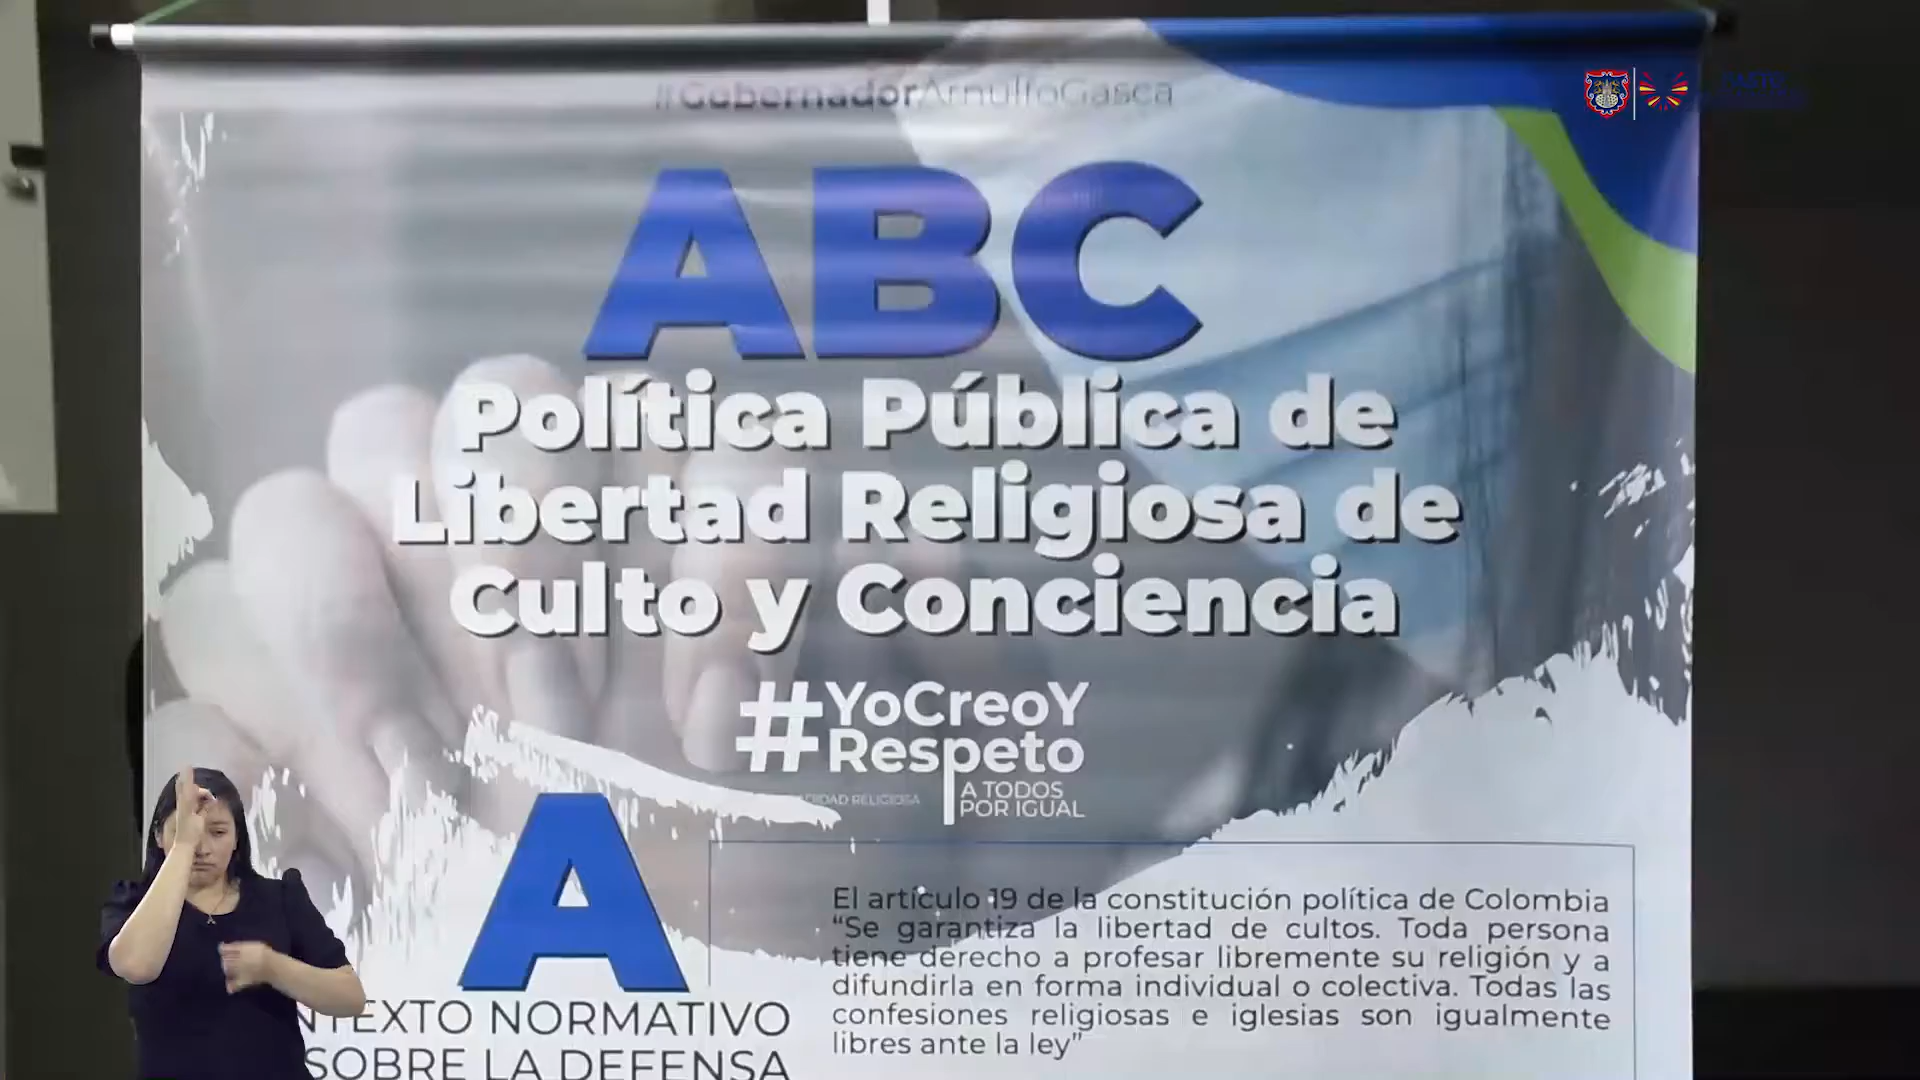 #GobernadorArnulfoGasca
PASTO
ABC
Política Pública de
Libertad Religiosa de
Culto y Conciencia
#YoCreoY
Respeto
A TODOS
POR IGUAL
RELIGIOSA
A
NTEXTO NORMATIVO
SOBRE LA DEFENSA
El artículo 19 de la constitución política de Colombia
“Se garantiza la libertad de cultos. Toda persona
tiene derecho a profesar libremente su religión y a
difundirla en forma individual o colectiva. Todas las
confesiones religiosas e iglesias son igualmente
libres ante la ley”